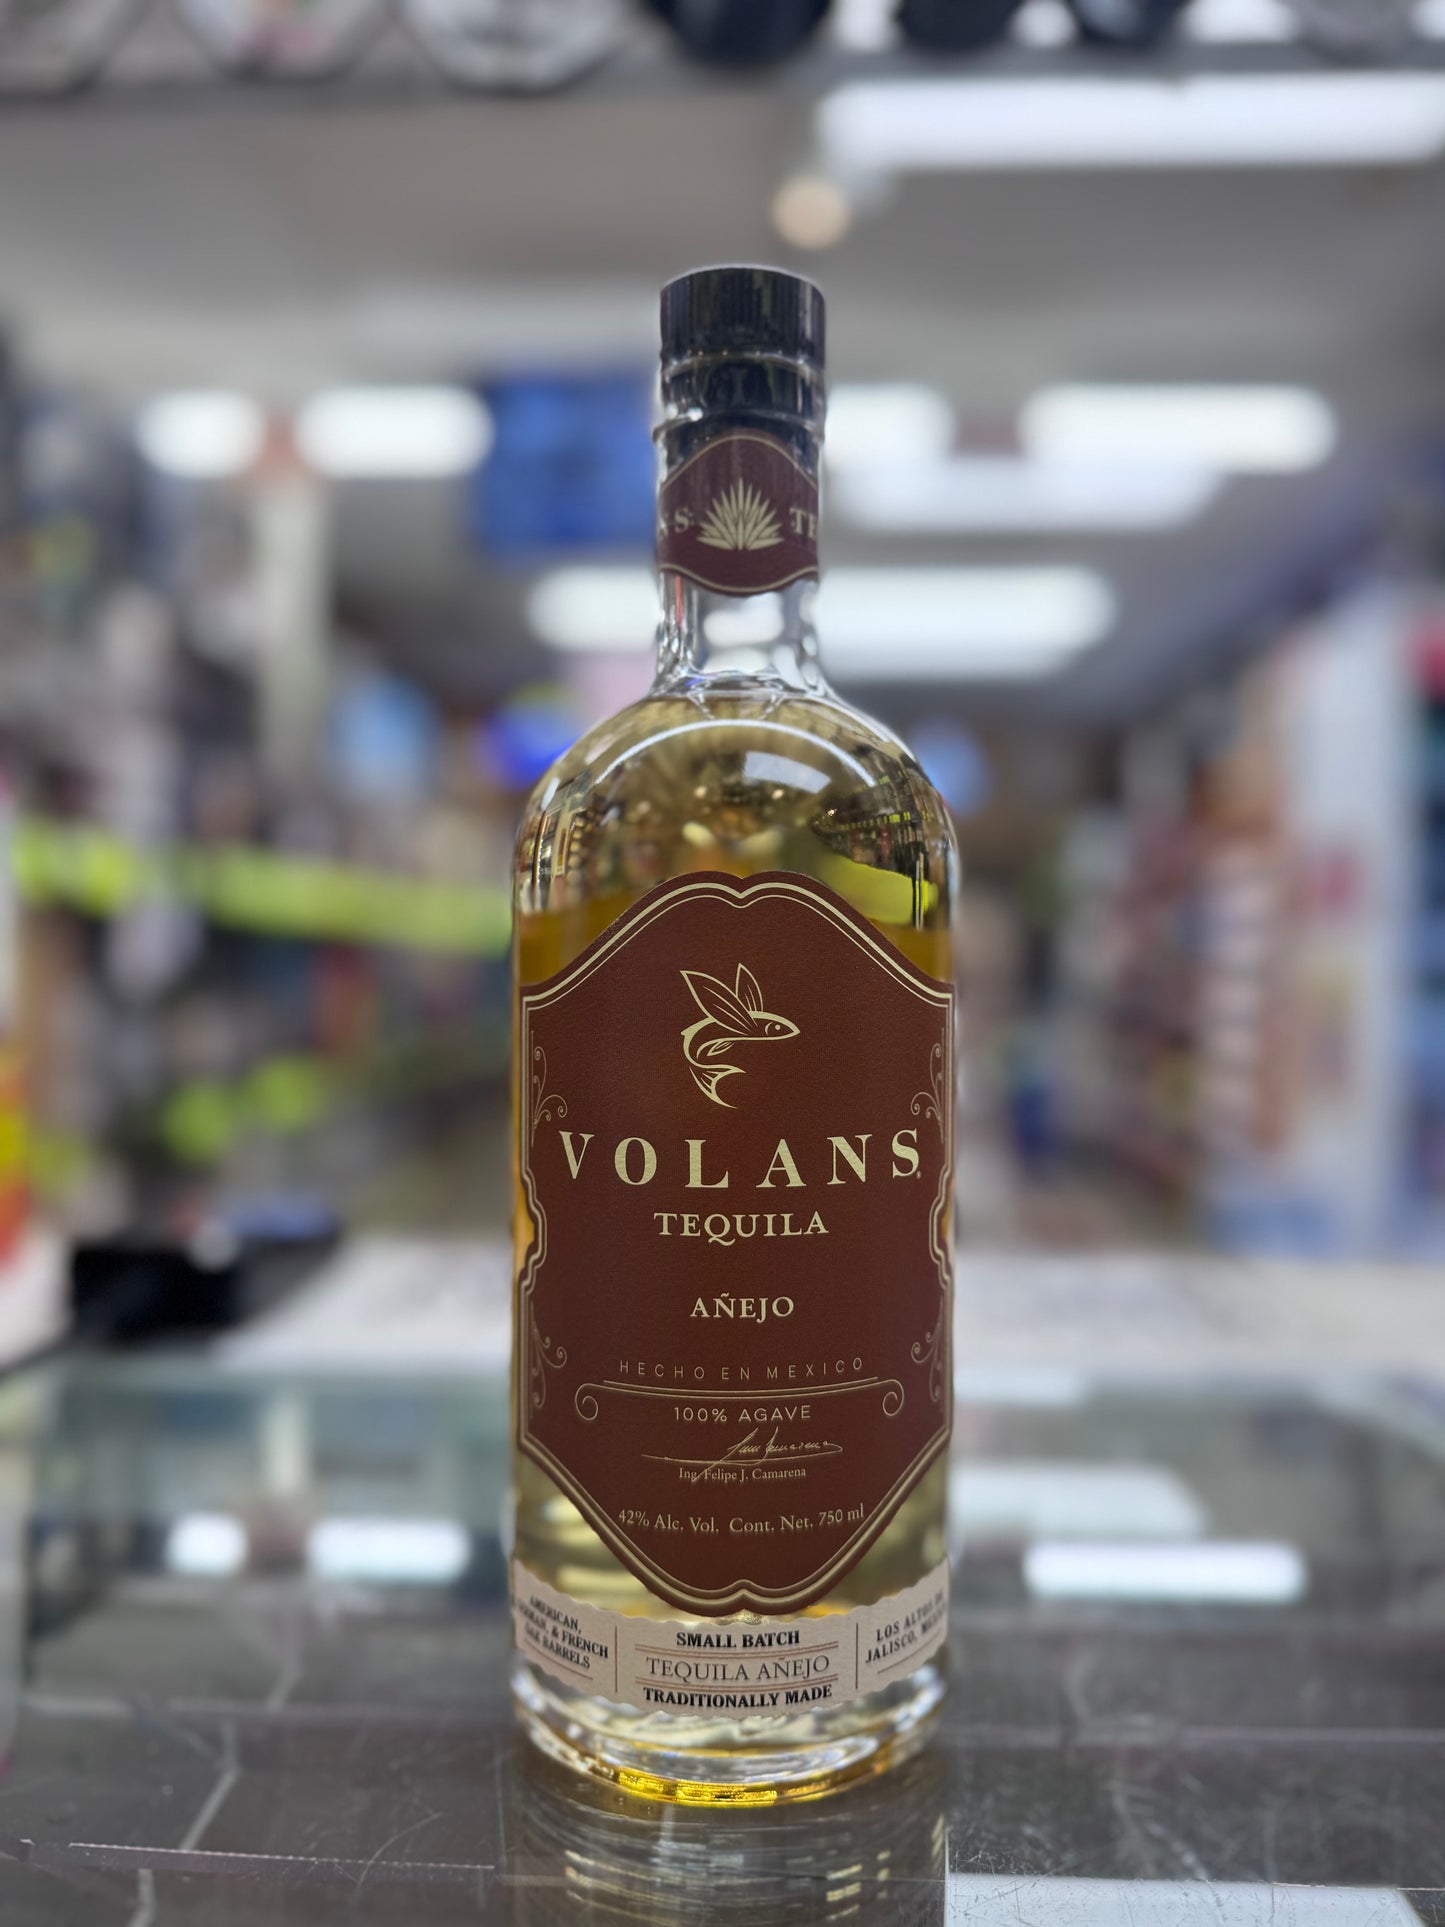 VOLANS
TEQUILA
AÑEJO
HECHO EN MEXICO
100% AGAVE
Ing. Felipe J. Camarena
42% Alc. Vol. Cont. Net. 750 ml
AMERICAN,
& FRENCH
OAK BARRELS
SMALL BATCH
TEQUILA AÑEJO
TRADITIONALLY MADE
LOS ALTOS DE
JALISCO,